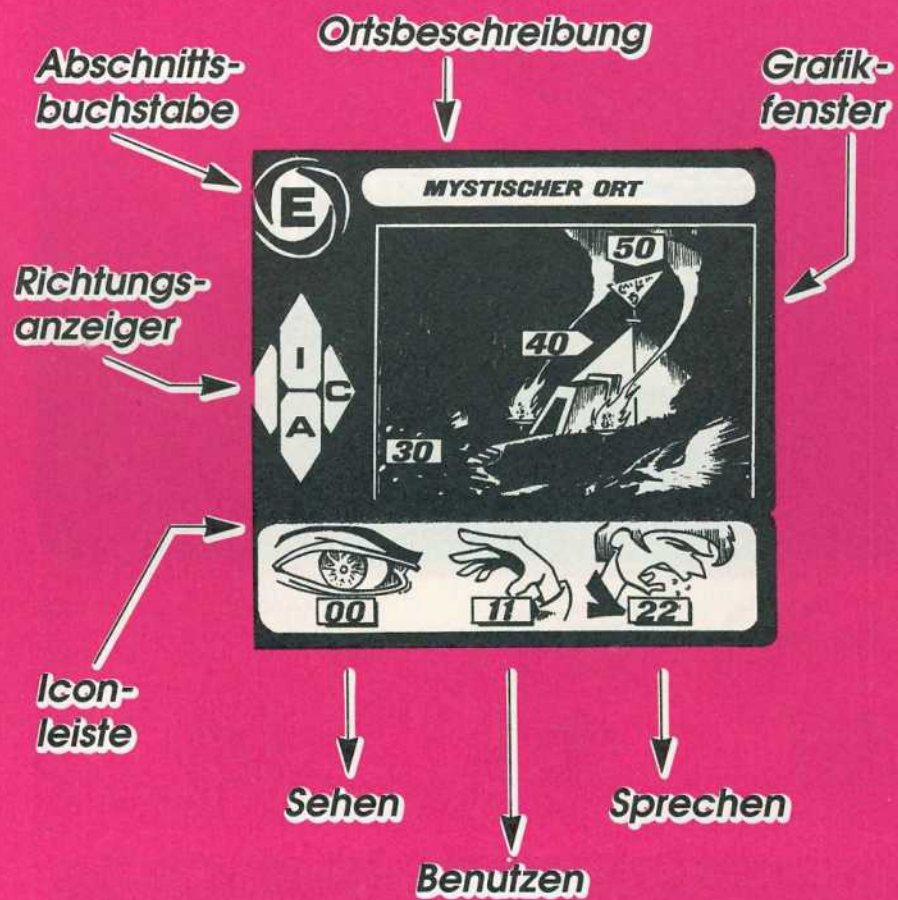 Ortsbeschreibung
Abschnitts-
buchstabe
Grafik-
fenster
E
MYSTISCHER ORT
50
Richtungs-
anzeiger
I
C
A
40
30
00
11
22
Icon-
leiste
Sehen
Sprechen
Benutzen